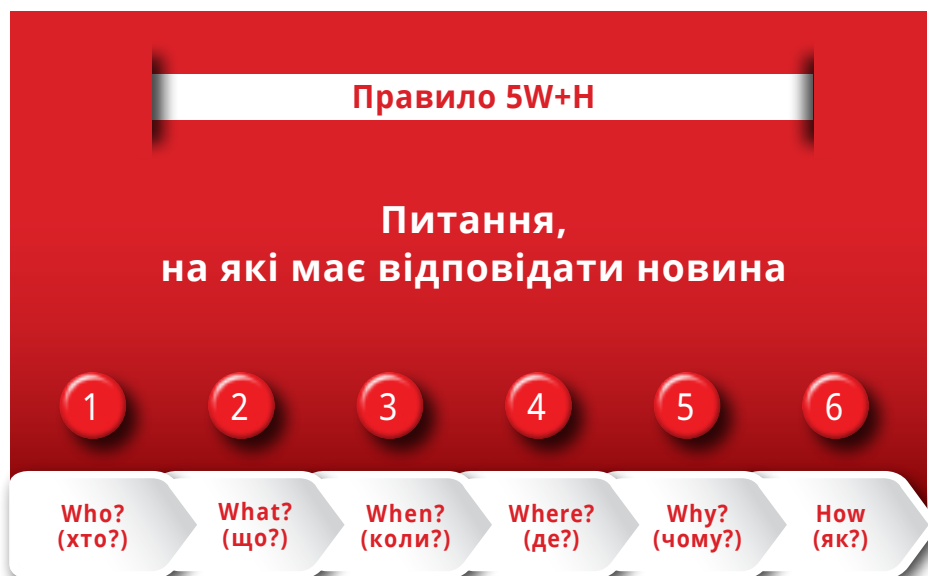 Правило 5W+H
Питання,
на які має відповідати новина
1 2 3 4 5 6
Who?
(хто?)
What?
(що?)
When?
(коли?)
Where?
(де?)
Why?
(чому?)
How
(як?)